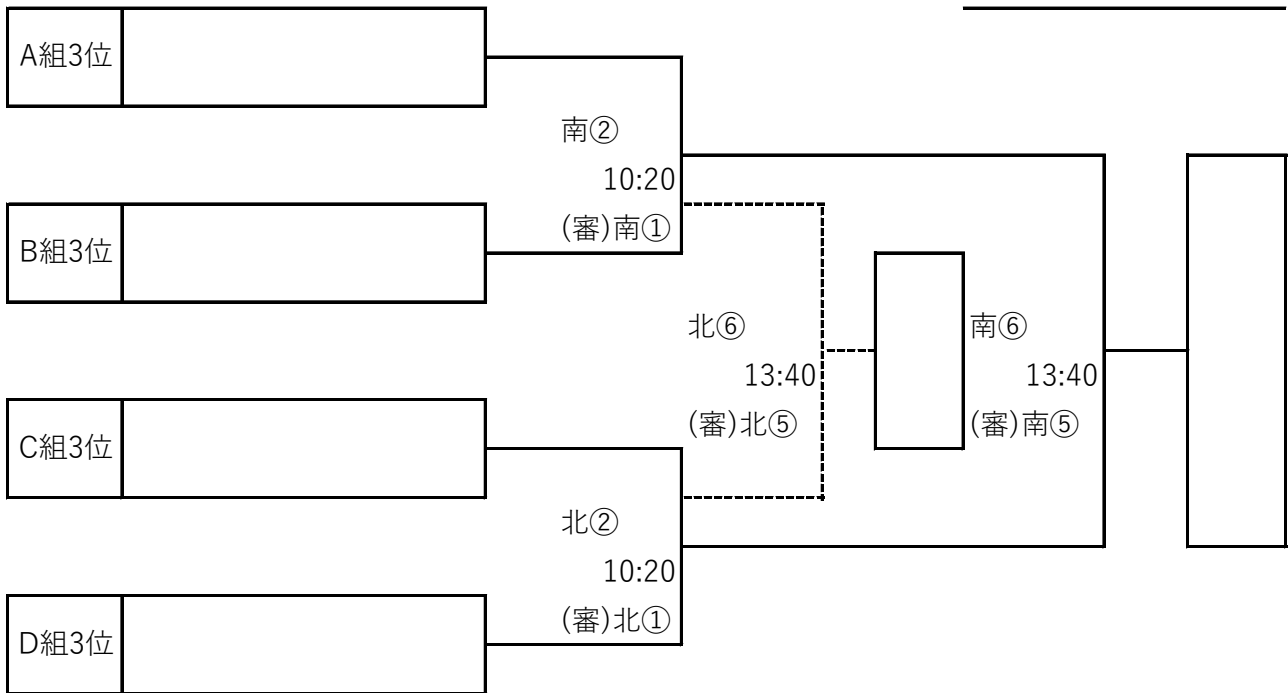 A組3位
南②
10:20
(審)南①
B組3位
北⑥
13:40
(審)北⑤
南⑥
13:40
(審)南⑤
C組3位
北②
10:20
(審)北①
D組3位